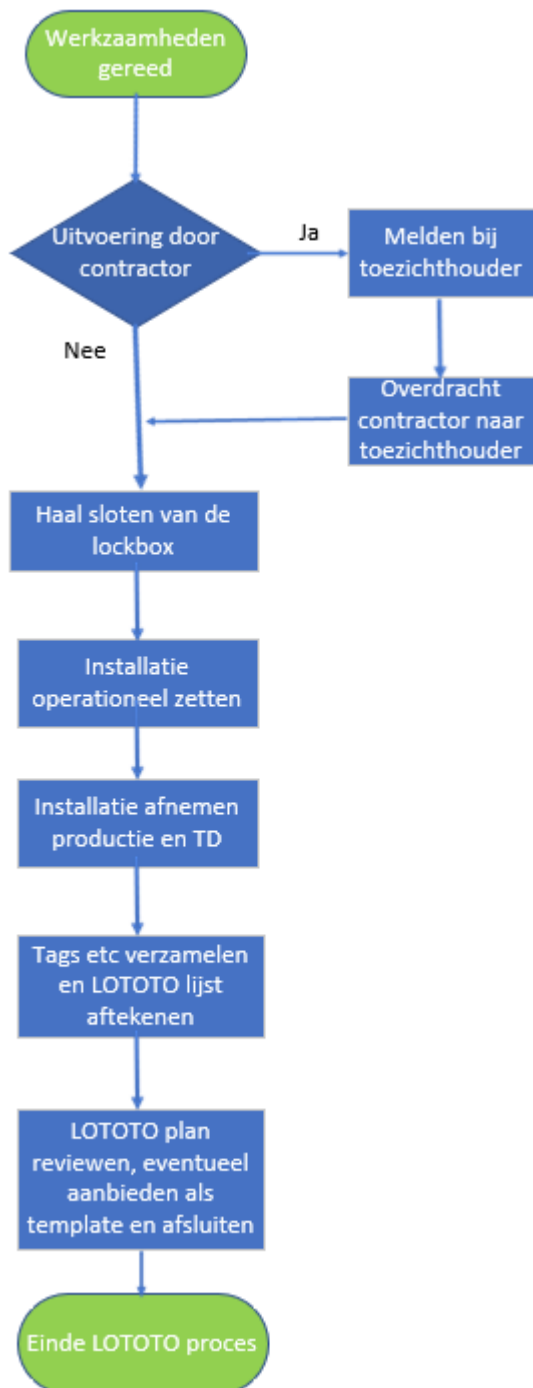 Werkzaamheden
gereed
Uitvoering door
contractor
Ja
Melden bij
toezichthouder
Nee
Overdracht
contractor naar
toezichthouder
Haal sloten van de
lockbox
Installatie
operationeel zetten
Installatie afnemen
productie en TD
Tags etc verzamelen
en LOTOTO lijst
aftekenen
LOTOTO plan
reviewen, eventueel
aanbieden als
template en afsluiten
Einde LOTOTO proces